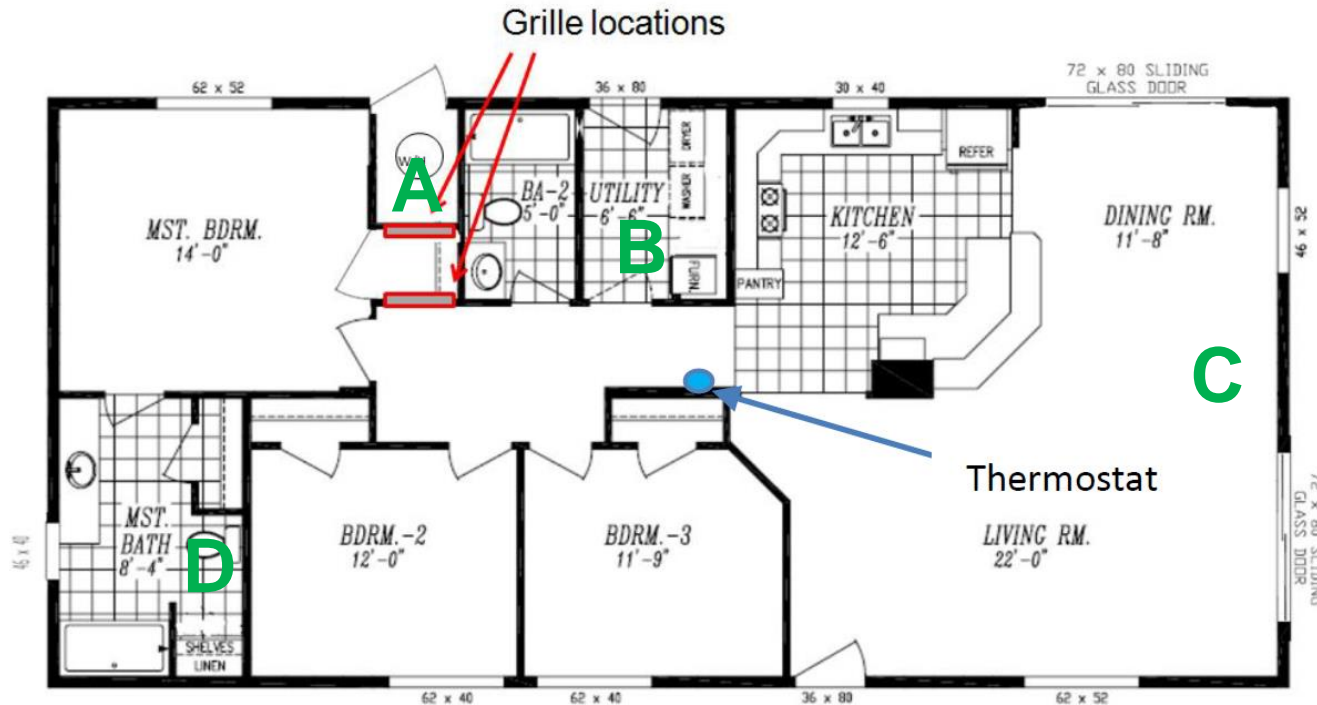 Grille locations
62 x 52
36 x 80
30 x 40
72 x 80 SLIDING
GLASS DOOR
A
BA-2
5'-0"
UTILITY
6'-6"
DRYER
WASHER
B
FURN.
REFER
KITCHEN
12'-6"
PANTRY
DINING RM.
11'-8"
46 x 52
MST. BDRM.
14'-0"
C
Thermostat
MST.
BATH
8'-4"
D
SHELVES
LINEN
46 x 40
BDRM.-2
12'-0"
BDRM.-3
11'-9"
LIVING RM.
22'-0"
72 x 80 SLIDING
GLASS DOOR
62 x 40
62 x 40
36 x 80
62 x 52